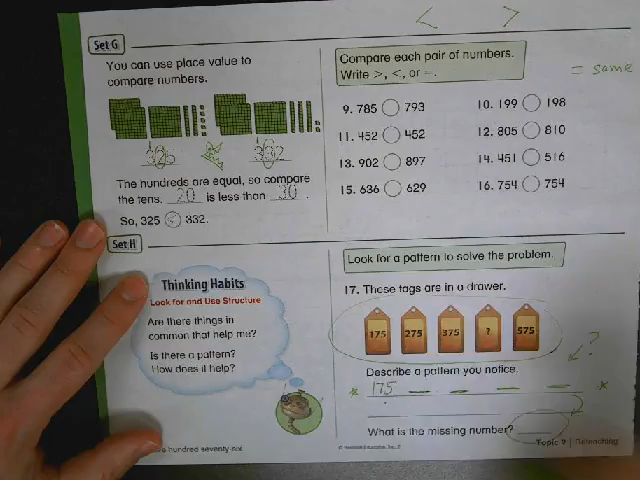 < >
Set G
You can use place value to
compare numbers.
325 332
The hundreds are equal, so compare
the tens. 20 is less than 30 .
So, 325 < 332.
Compare each pair of numbers.
Write >, <, or =.
= same
9. 785 793
10. 199 198
11. 452 452
12. 805 810
13. 902 897
14. 451 516
15. 636 629
16. 754 754
Set H
Thinking Habits
Look for and Use Structure
Are there things in
common that help me?
Is there a pattern?
How does it help?
Look for a pattern to solve the problem.
17. These tags are in a drawer.
175 275 375 ? 575
?
Describe a pattern you notice.
* 175 *
What is the missing number?
hundred seventy-six
Topic 9 | Reteaching